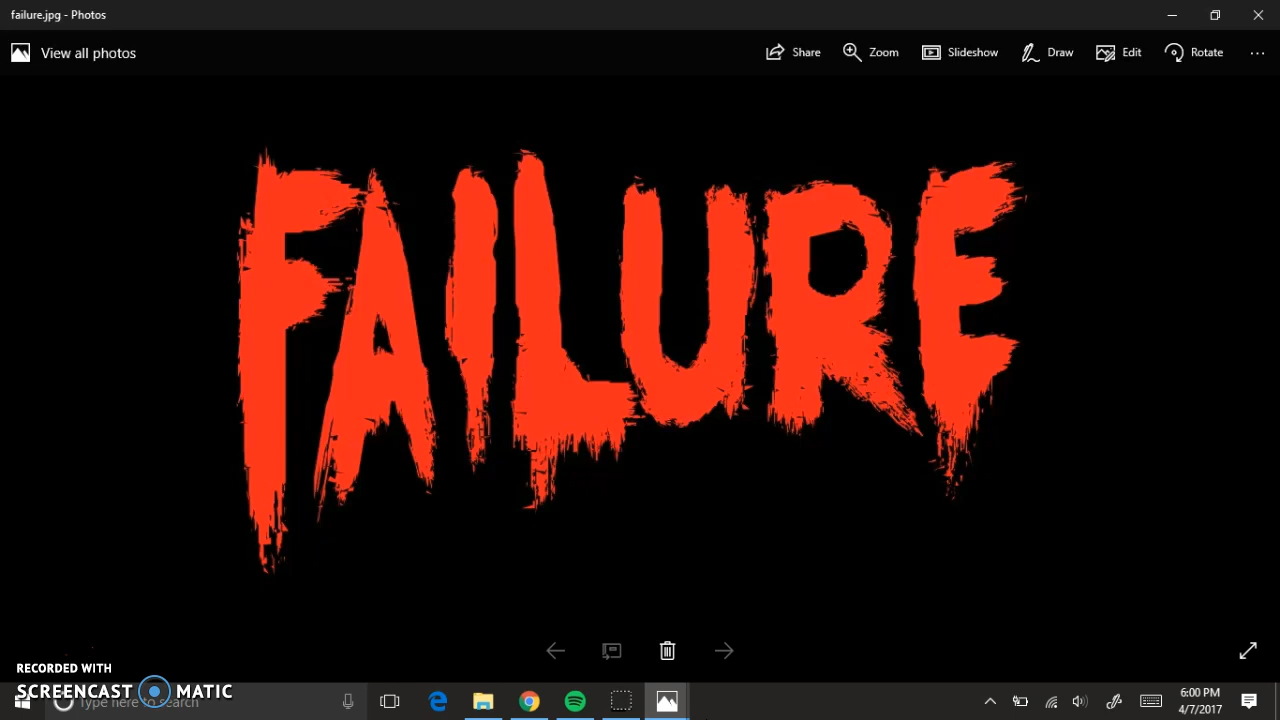 failure.jpg - Photos
View all photos
Share
Zoom
Slideshow
Draw
Edit
Rotate
FAILURE
RECORDED WITH
SCREENCAST MATIC
Type here to search
6:00 PM
4/7/2017